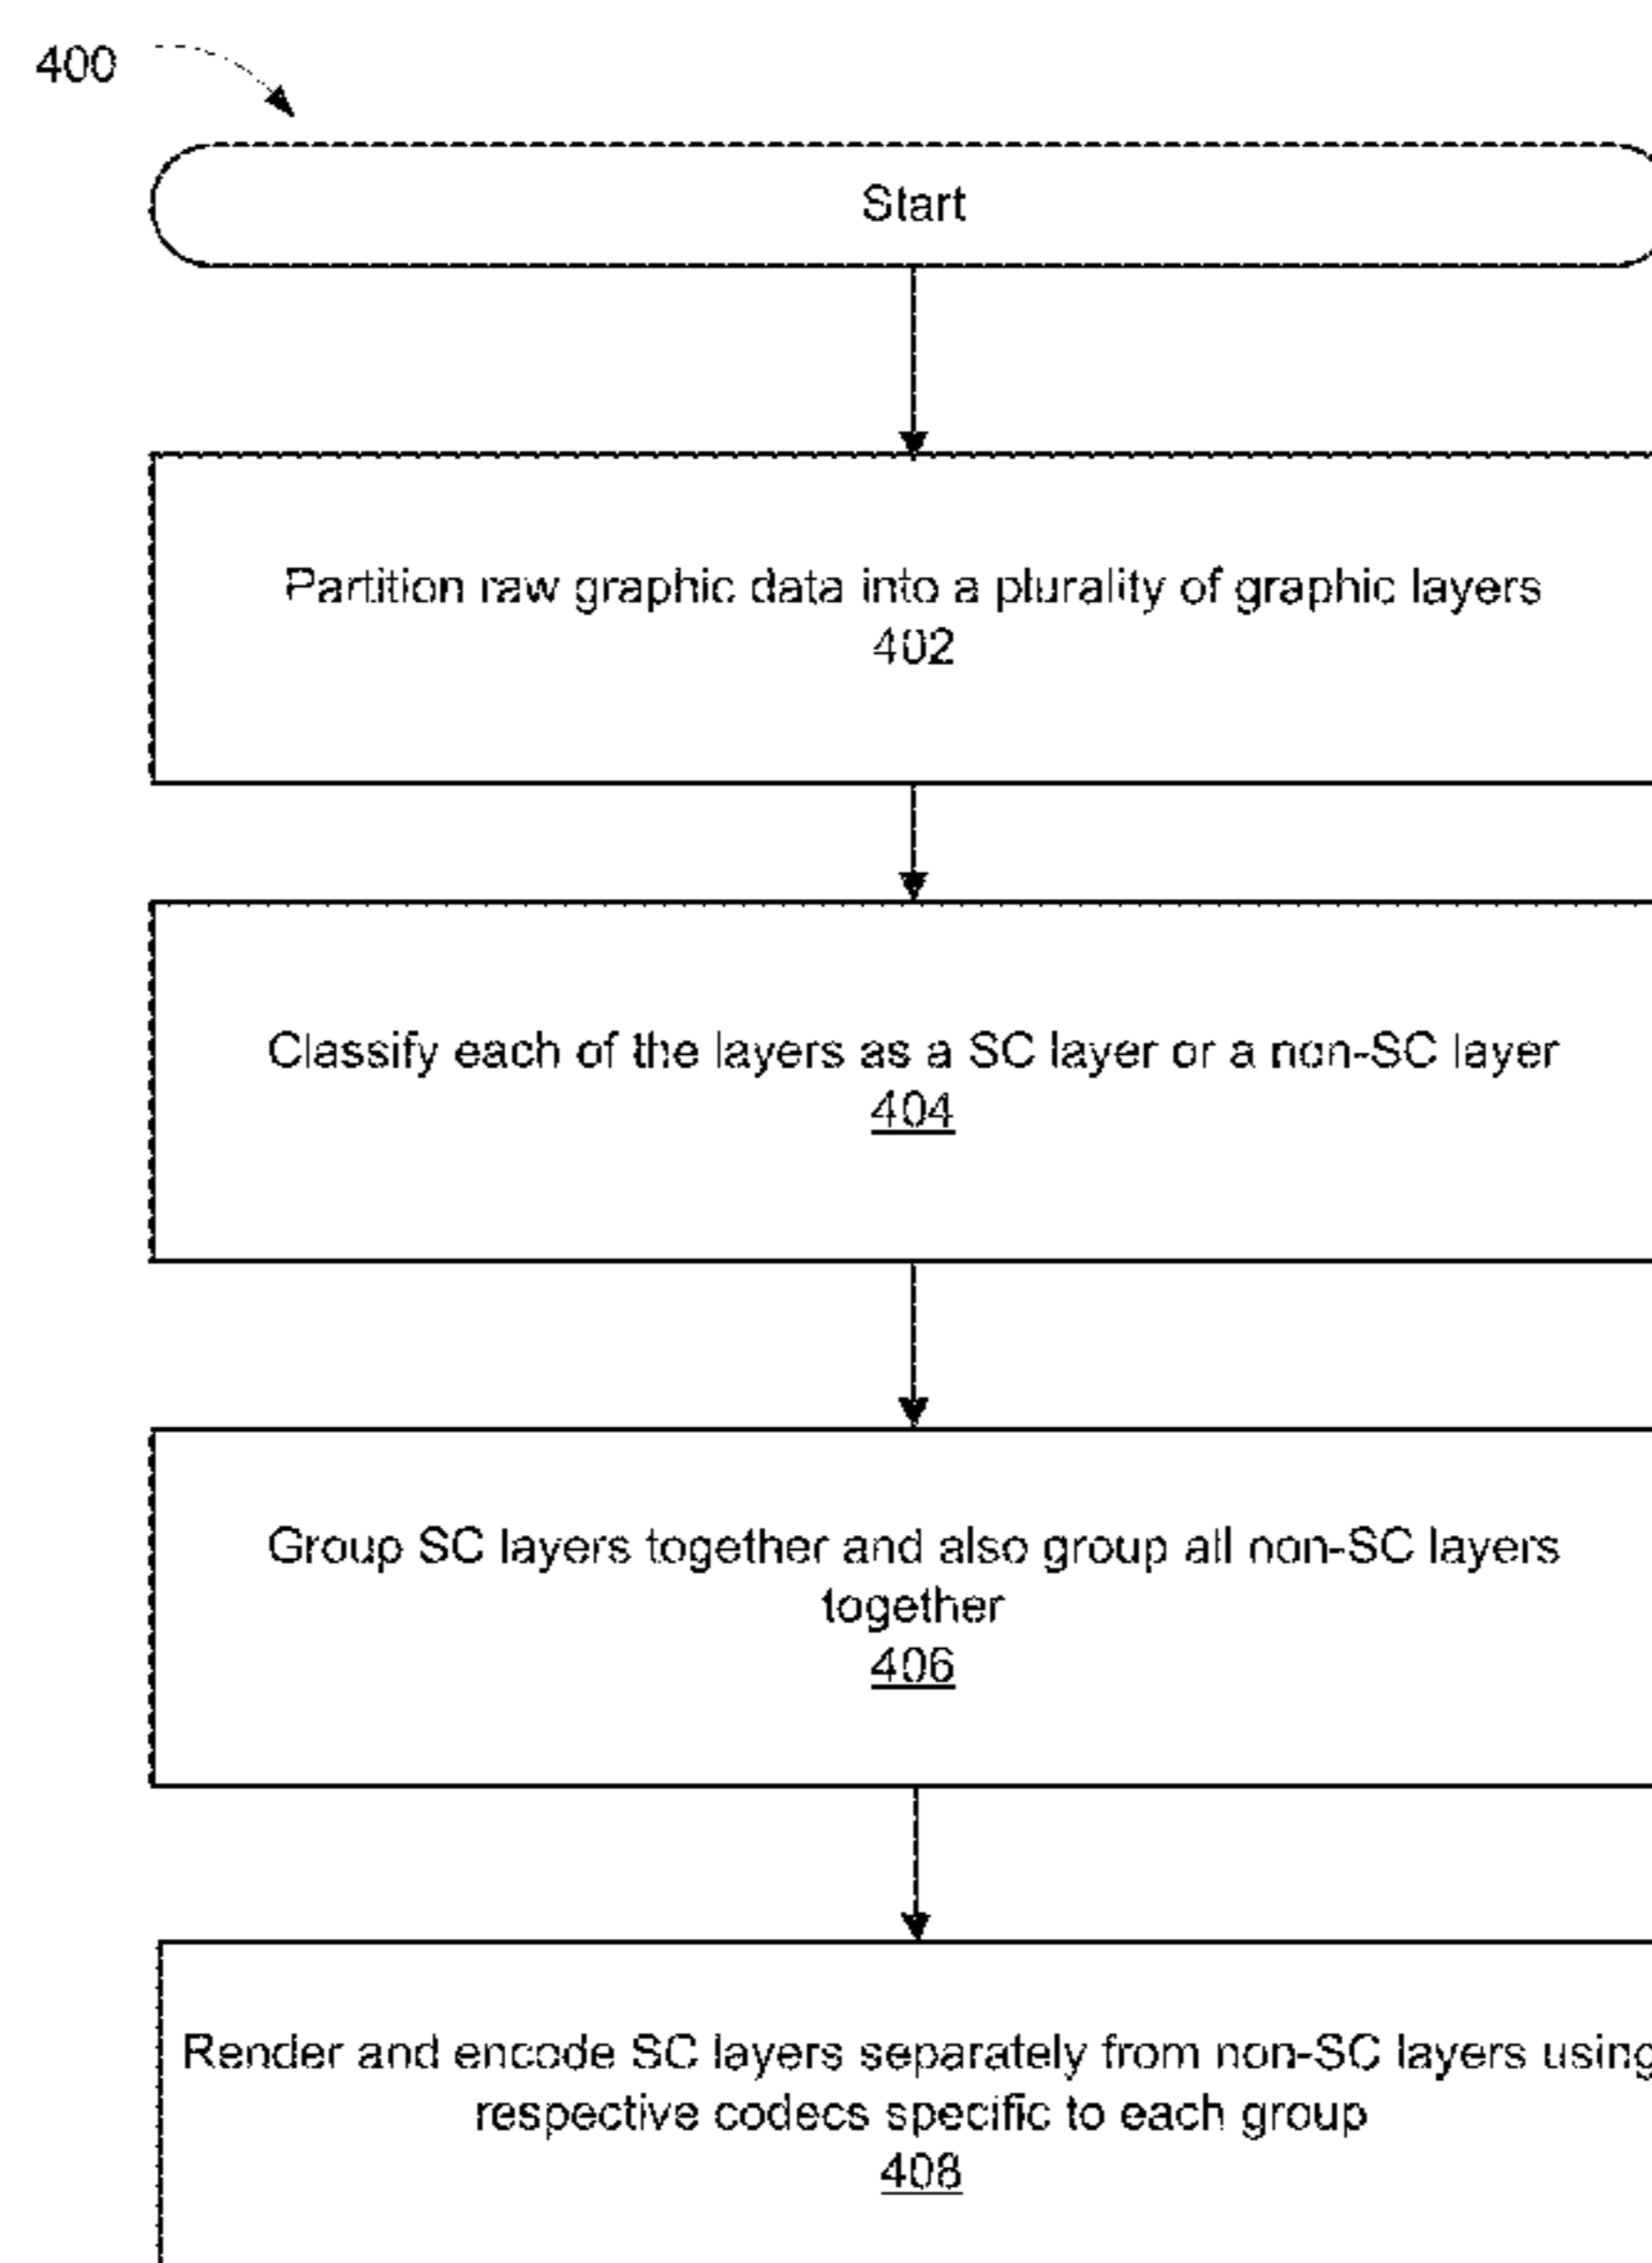 400
Start
Partition raw graphic data into a plurality of graphic layers
402
Classify each of the layers as a SC layer or a non-SC layer
404
Group SC layers together and also group all non-SC layers
together
406
Render and encode SC layers separately from non-SC layers using
respective codecs specific to each group
408